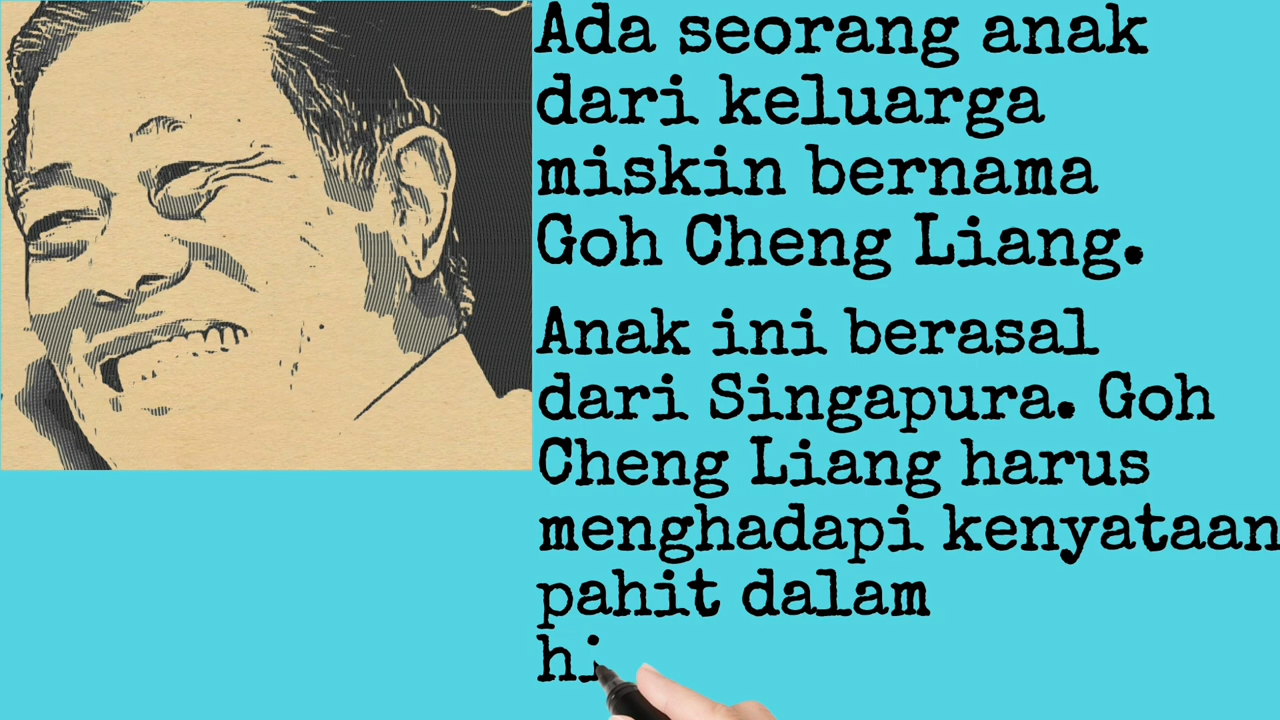 Ada seorang anak
dari keluarga
miskin bernama
Goh Cheng Liang.
Anak ini berasal
dari Singapura. Goh
Cheng Liang harus
menghadapi kenyataan
pahit dalam
hi